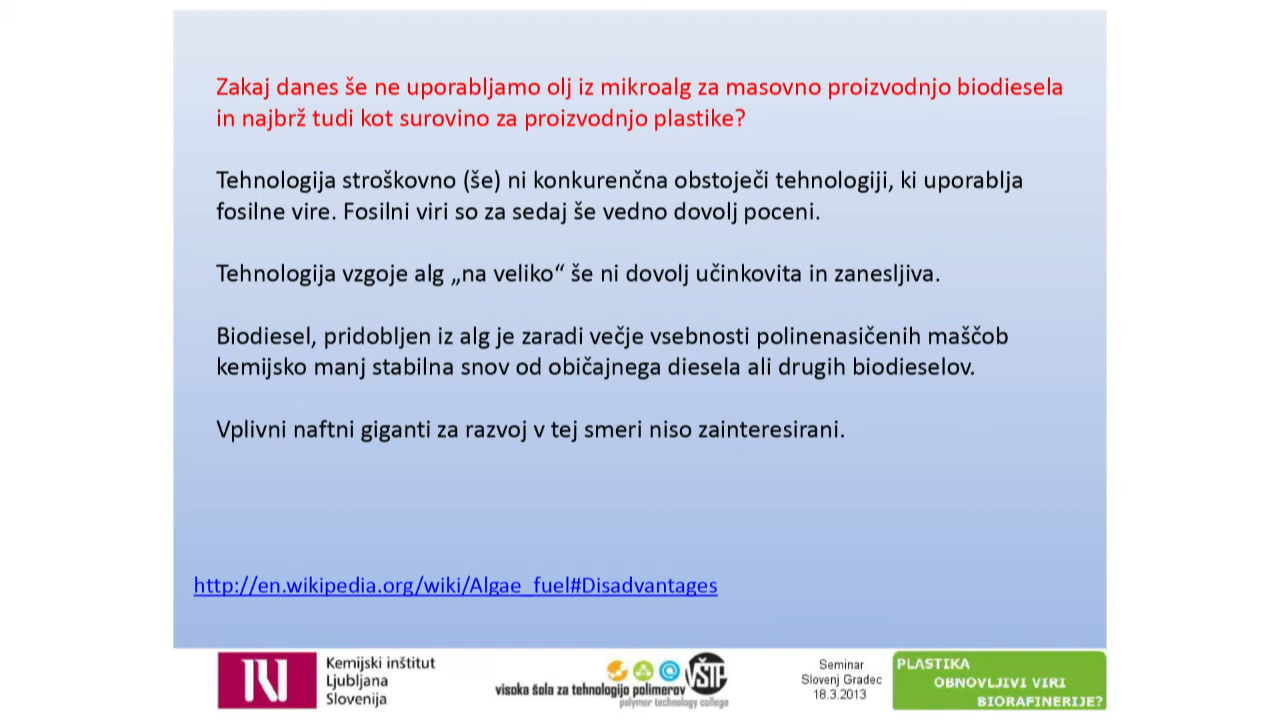 Zakaj danes še ne uporabljamo olj iz mikroalg za masovno proizvodnjo biodiesela
in najbrž tudi kot surovino za proizvodnjo plastike?
Tehnologija stroškovno (še) ni konkurenčna obstoječi tehnologiji, ki uporablja
fosilne vire. Fosilni viri so za sedaj še vedno dovolj poceni.
Tehnologija vzgoje alg „na veliko“ še ni dovolj učinkovita in zanesljiva.
Biodiesel, pridobljen iz alg je zaradi večje vsebnosti polinenasičenih maščob
kemijsko manj stabilna snov od običajnega diesela ali drugih biodieselov.
Vplivni naftni giganti za razvoj v tej smeri niso zainteresirani.
http://en.wikipedia.org/wiki/Algae_fuel#Disadvantages
Kemijski inštitut
Ljubljana
Slovenija
VŠTP
visoka šola za tehnologijo polimerov
polymer technology college
Seminar
Slovenj Gradec
18.3.2013
PLASTIKA
OBNOVLJIVI VIRI
BIORAFINERIJE?